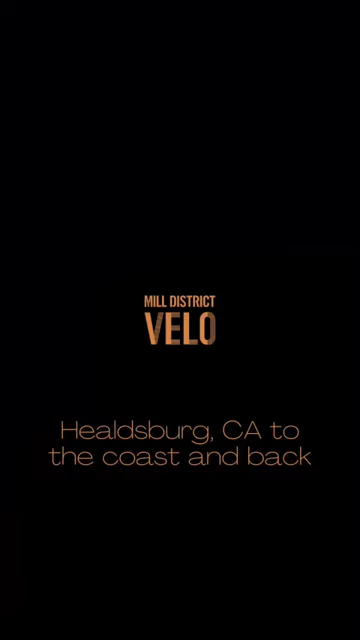 MILL DISTRICT
VELO
Healdsburg, CA to
the coast and back